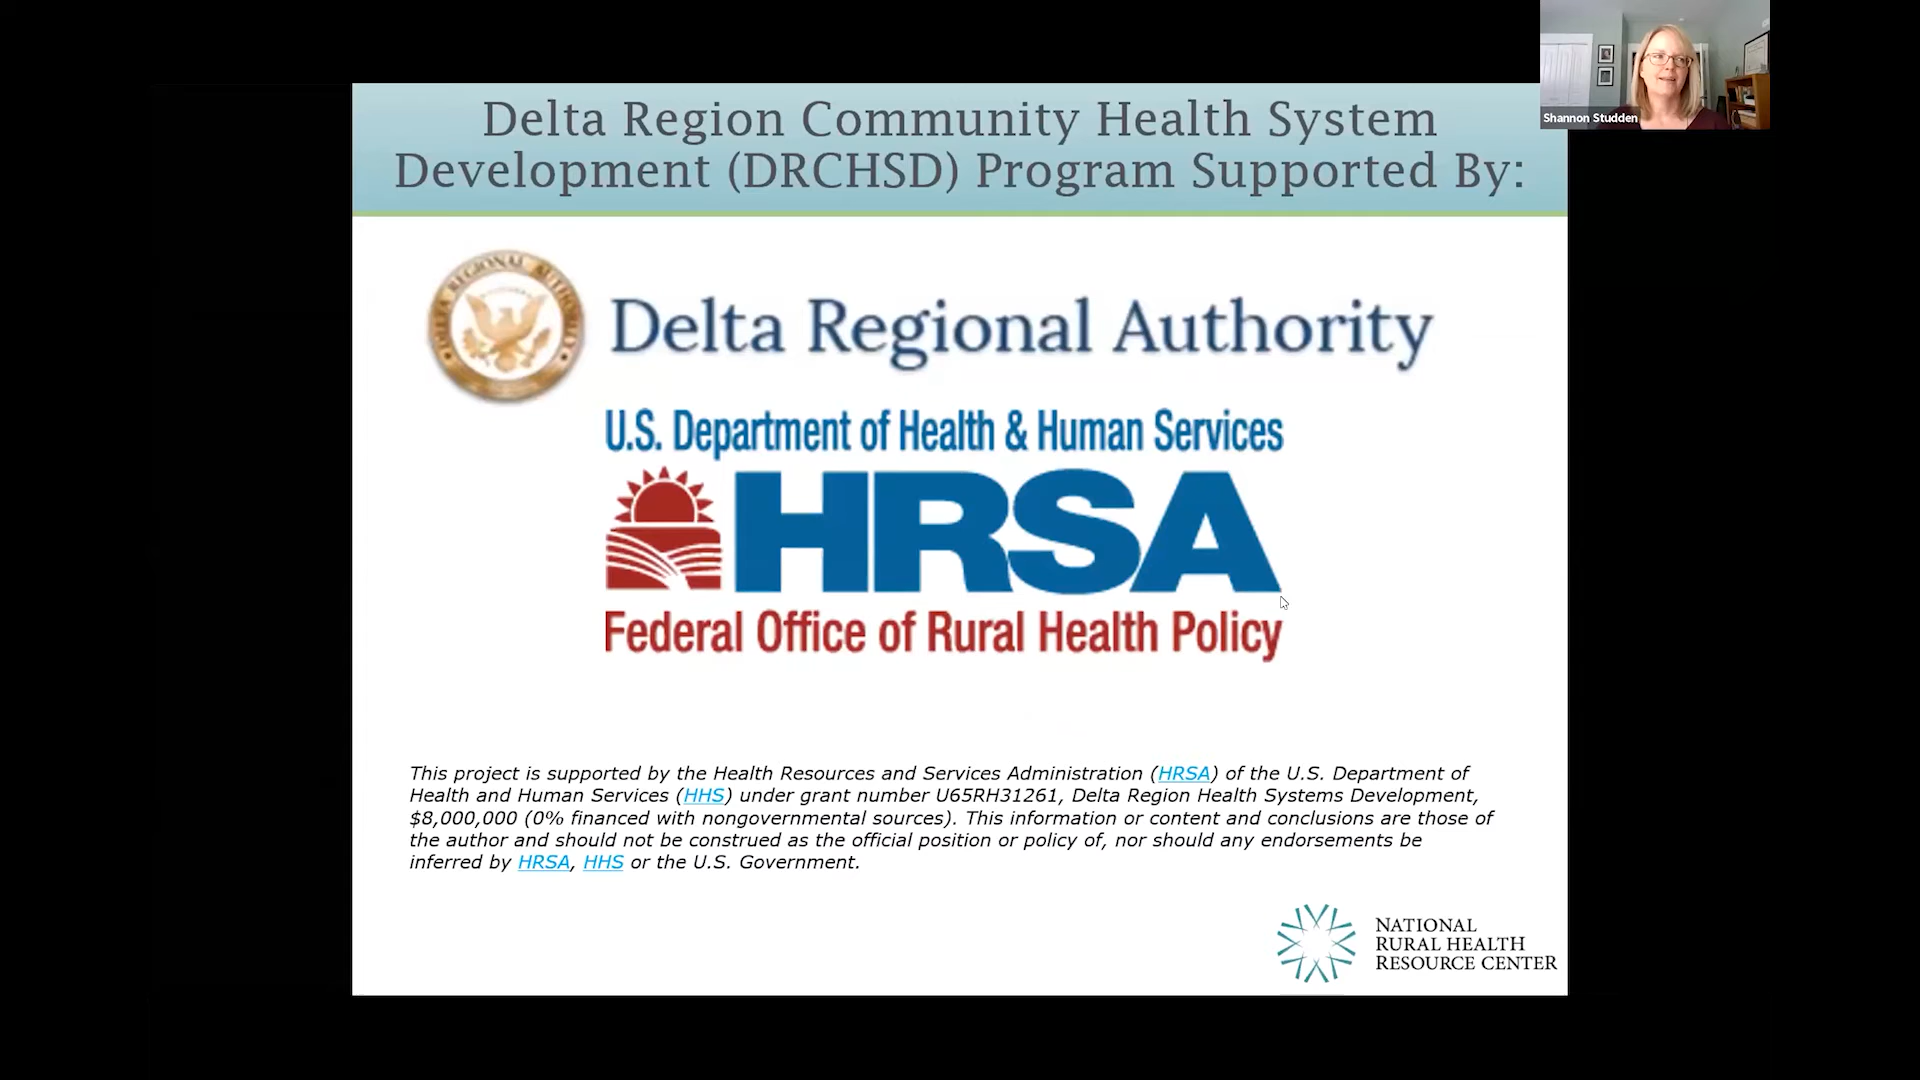 Delta Region Community Health System
Development (DRCHSD) Program Supported By:
Shannon Studden
DELTA REGIONAL AUTHORITY
Delta Regional Authority
U.S. Department of Health & Human Services
HRSA
Federal Office of Rural Health Policy
This project is supported by the Health Resources and Services Administration (HRSA) of the U.S. Department of
Health and Human Services (HHS) under grant number U65RH31261, Delta Region Health Systems Development,
$8,000,000 (0% financed with nongovernmental sources). This information or content and conclusions are those of
the author and should not be construed as the official position or policy of, nor should any endorsements be
inferred by HRSA, HHS or the U.S. Government.
NATIONAL
RURAL HEALTH
RESOURCE CENTER